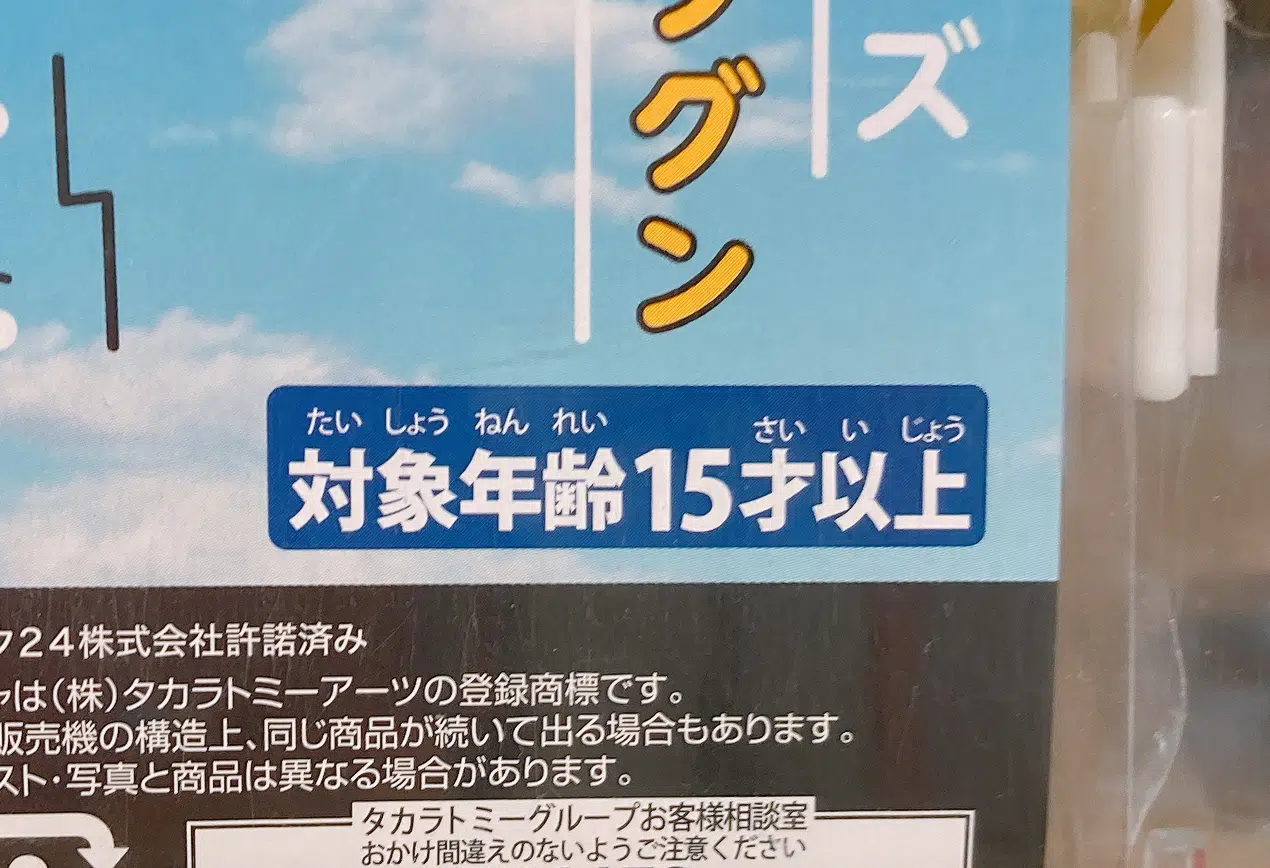 ズ
グン
たい しょう ねん れい さい い じょう
対象年齢15才以上
24株式会社許諾済み
は(株)タカラトミーアーツの登録商標です。
販売機の構造上、同じ商品が続いて出る場合もあります。
スト・写真と商品は異なる場合があります。
タカラトミーグループお客様相談室
おかけ間違えのないようご注意ください